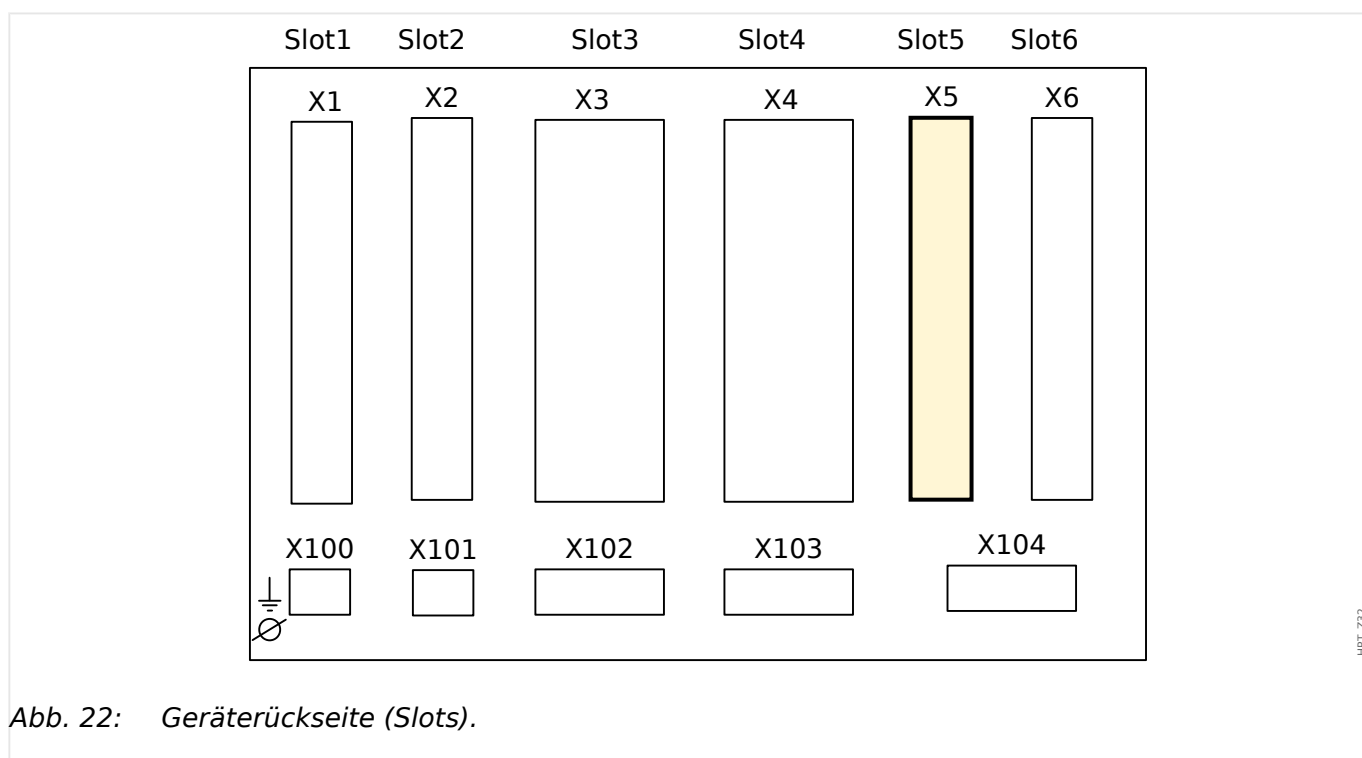 Slot1 Slot2 Slot3 Slot4 Slot5 Slot6
X1 X2 X3 X4 X5 X6
X100 X101 X102 X103 X104
Abb. 22: Geräterückseite (Slots).